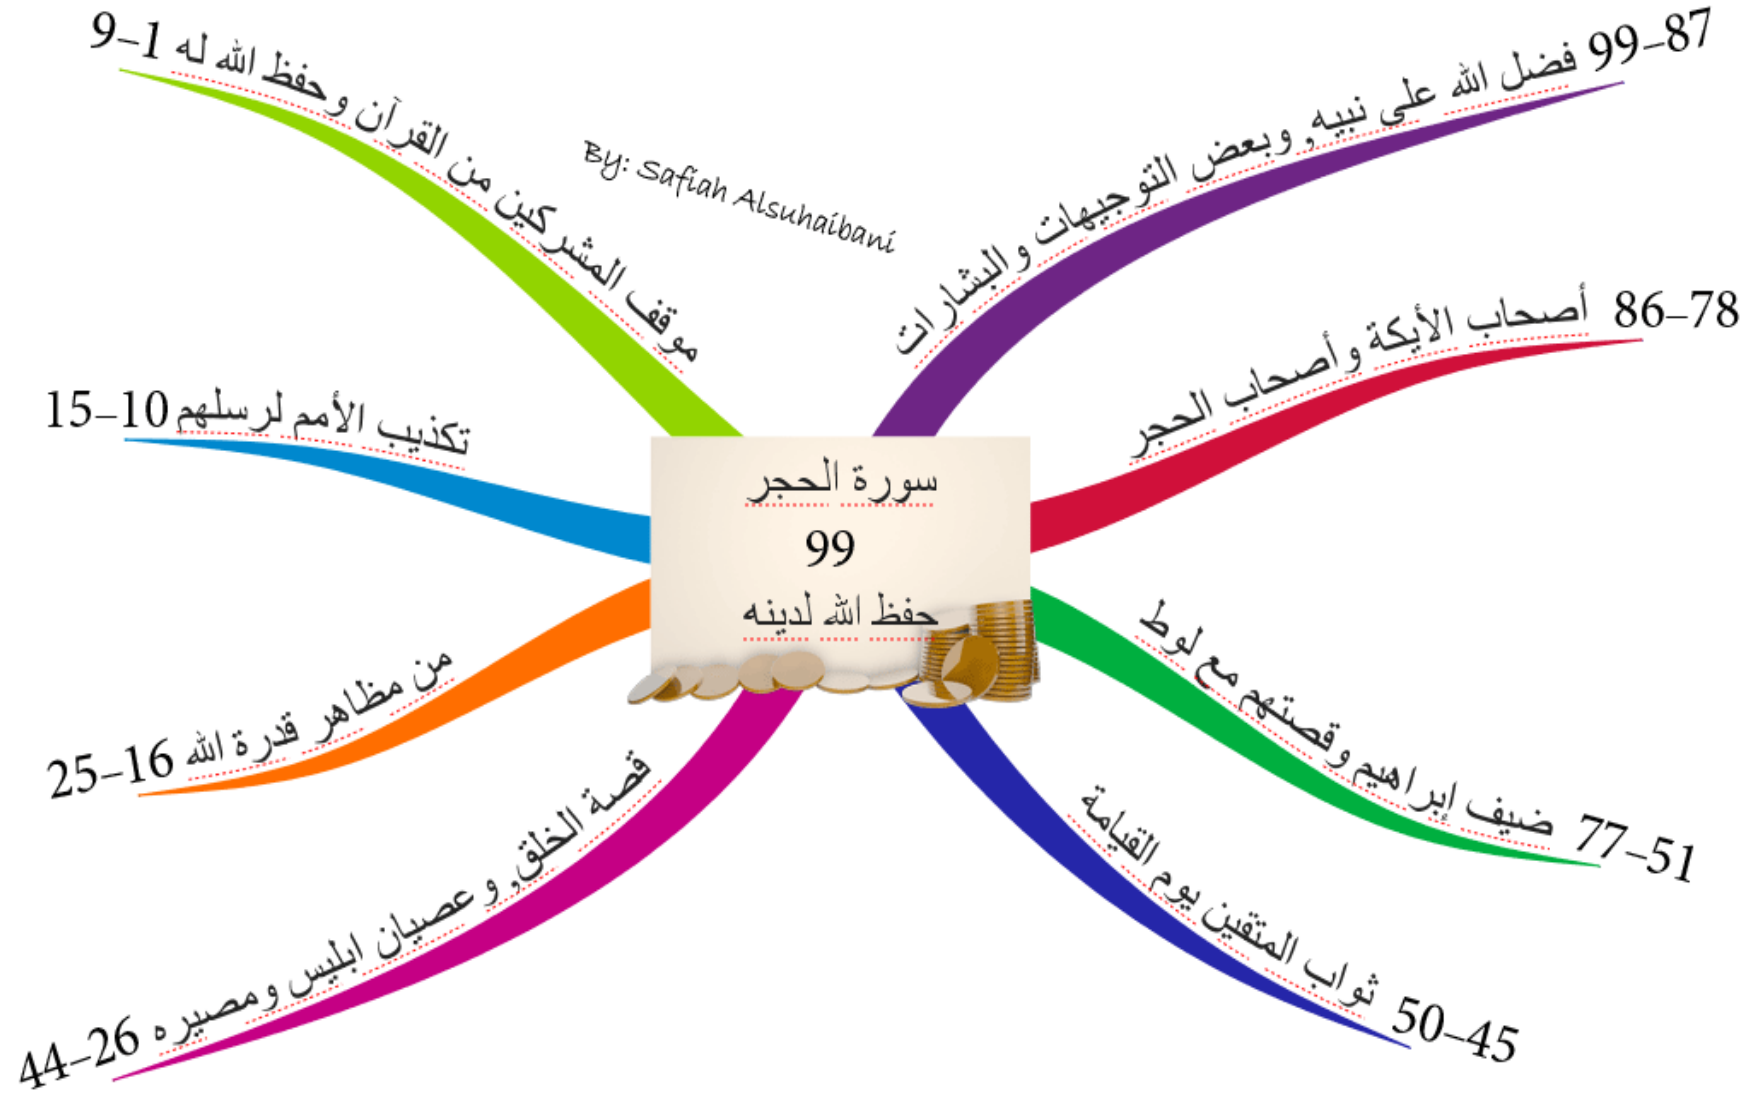 سورة الحجر
99
حفظ الله لدينه
By: Safiah Alsuhaibani
فضل الله على نبيه, وبعض التوجيهات والبشارات 87–99
أصحاب الأيكة وأصحاب الحجر 78–86
ضيف إبراهيم وقصتهم مع لوط 51–77
ثواب المتقين يوم القيامة 45–50
قصة الخلق, وعصيان ابليس ومصيره 26–44
من مظاهر قدرة الله 16–25
تكذيب الأمم لرسلهم 10–15
موقف المشركين من القرآن وحفظ الله له 1–9